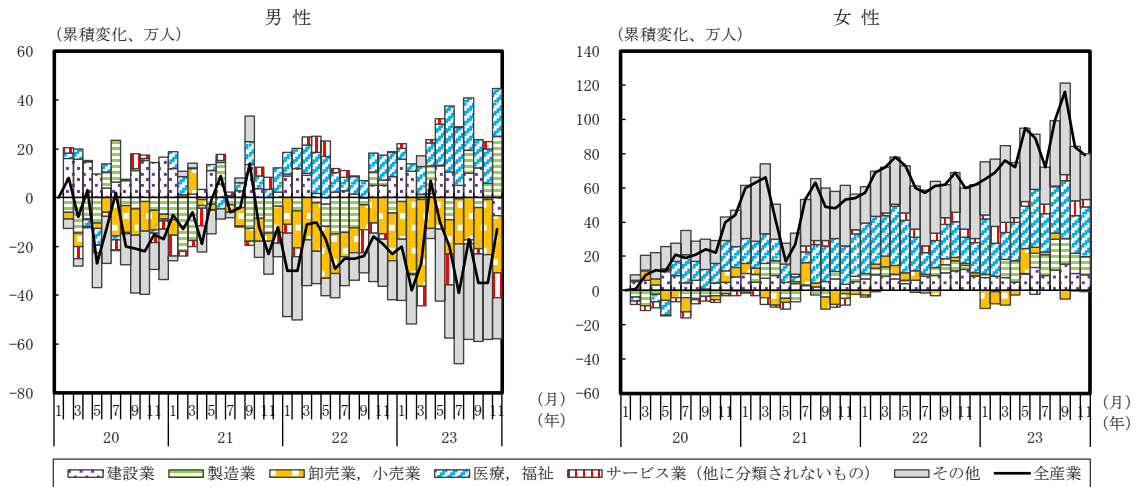 男 性
(累積変化、万人)
60
40
20
0
−20
−40
−60
−80
1 3 5 7 9 11 1 3 5 7 9 11 1 3 5 7 9 11 1 3 5 7 9 11
(月)
20 21 22 23
(年)
女 性
(累積変化、万人)
140
120
100
80
60
40
20
0
−20
−40
−60
1 3 5 7 9 11 1 3 5 7 9 11 1 3 5 7 9 11 1 3 5 7 9 11
(月)
20 21 22 23
(年)
建設業 製造業 卸売業，小売業 医療，福祉 サービス業（他に分類されないもの） その他 全産業